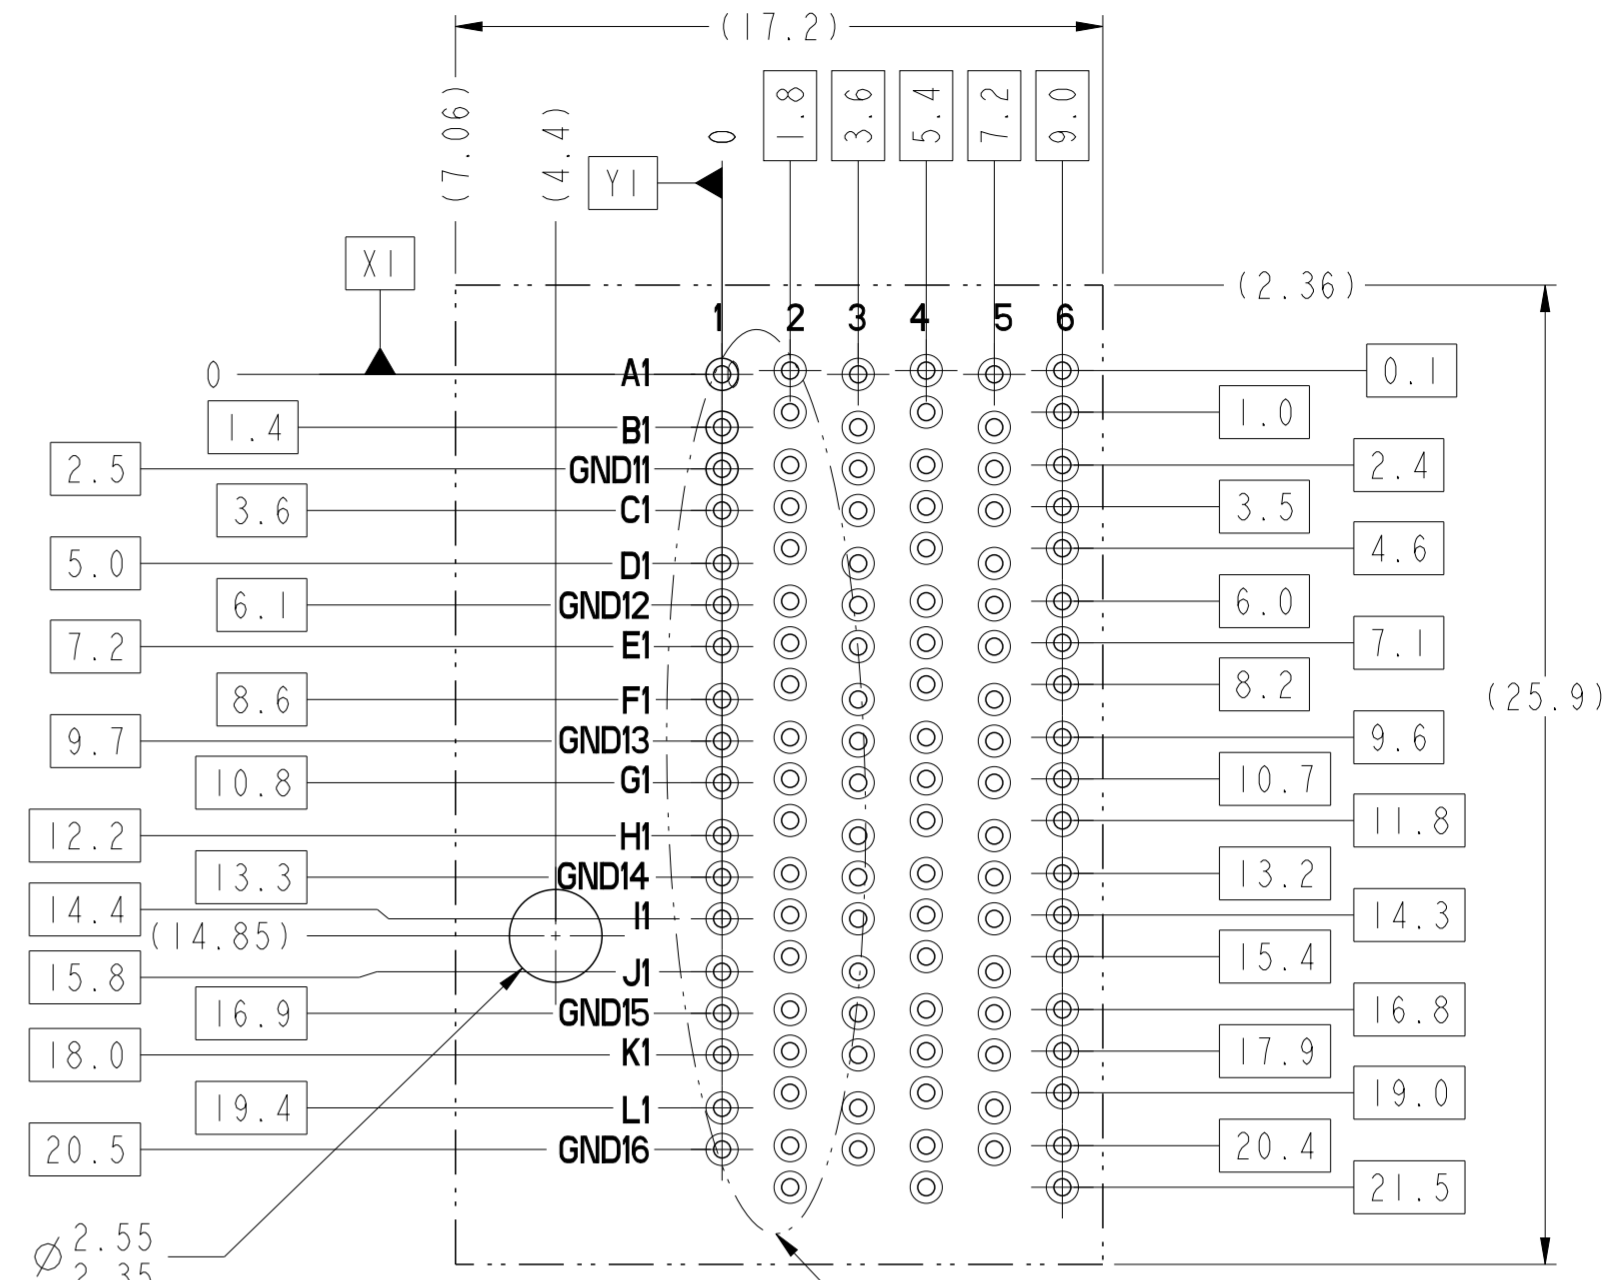 (17.2)
(7.06)
(4.4)
0
1.8
3.6
5.4
7.2
9.0
Y1
X1
(2.36)
1 2 3 4 5 6
0 A1 0.1
1.4 B1 1.0
2.5 GND11 2.4
3.6 C1 3.5
5.0 D1 4.6
6.1 GND12 6.0
7.2 E1 7.1
8.6 F1 8.2
(25.9)
9.7 GND13 9.6
10.8 G1 10.7
12.2 H1 11.8
13.3 GND14 13.2
14.4 I1 14.3
(14.85)
15.8 J1 15.4
16.9 GND15 16.8
18.0 K1 17.9
19.4 L1 19.0
20.5 GND16 20.4
21.5
Ø 2.55
2.35